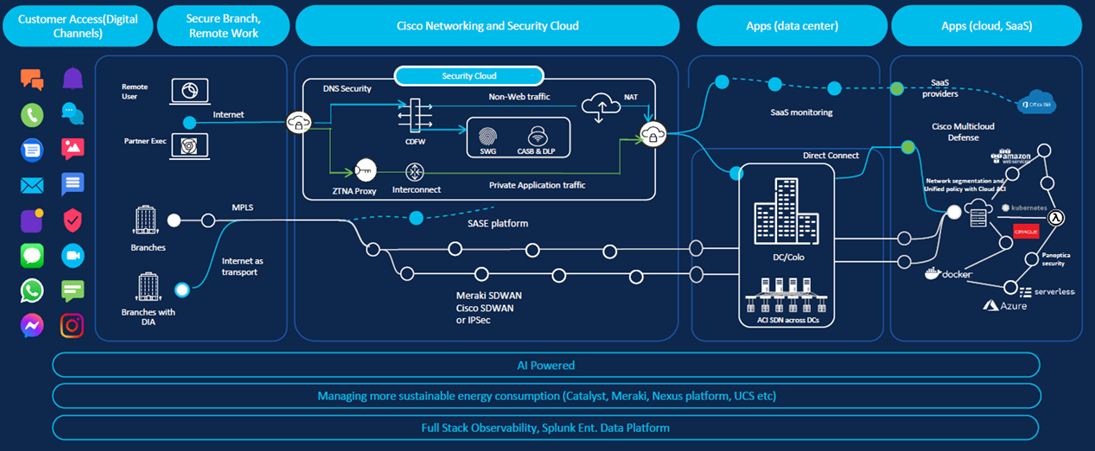 Customer Access(Digital
Channels)
Secure Branch,
Remote Work
Cisco Networking and Security Cloud
Apps (data center)
Apps (cloud, SaaS)
Remote
User
Partner Exec
Internet
Security Cloud
DNS Security
Non-Web traffic
NAT
CDFW
SWG
CASB & DLP
ZTNA Proxy
Interconnect
Private Application traffic
SaaS monitoring
SaaS
providers
Office 365
Cisco Multicloud
Defense
Direct Connect
amazon
webservices
Network segmentation and
Unified policy with Cloud ACI
kubernetes
ORACLE
Panoptica
security
docker
serverless
Azure
MPLS
Branches
Internet as
transport
Branches with
DIA
SASE platform
Meraki SDWAN
Cisco SDWAN
or IPSec
DC/Colo
ACI SDN across DCs
AI Powered
Managing more sustainable energy consumption (Catalyst, Meraki, Nexus platform, UCS etc)
Full Stack Observability, Splunk Ent. Data Platform